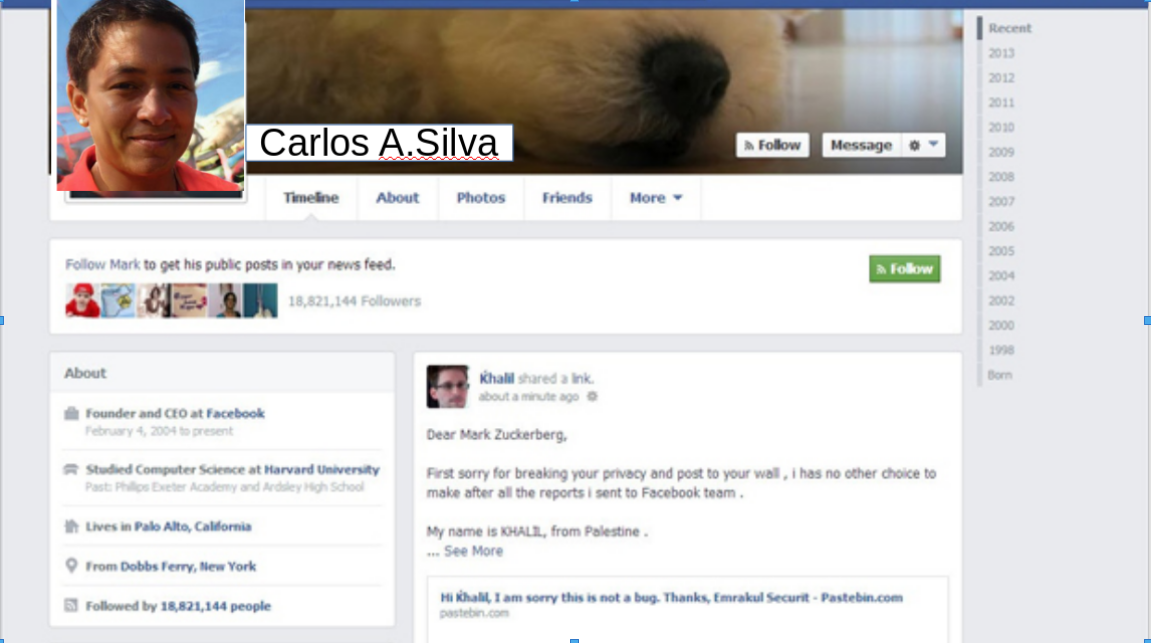 Carlos A.Silva
Follow
Message
Timeline
About
Photos
Friends
More
Follow Mark to get his public posts in your news feed.
Follow
18,821,144 Followers
About
Founder and CEO at Facebook
February 4, 2004 to present
Studied Computer Science at Harvard University
Past: Phillips Exeter Academy and Ardsley High School
Lives in Palo Alto, California
From Dobbs Ferry, New York
Followed by 18,821,144 people
Khalil shared a link.
about a minute ago
Dear Mark Zuckerberg,
First sorry for breaking your privacy and post to your wall , i has no other choice to
make after all the reports i sent to Facebook team .
My name is KHALIL, from Palestine .
... See More
Hi Khalil, I am sorry this is not a bug. Thanks, Emrakul Securit - Pastebin.com
pastebin.com
Recent
2013
2012
2011
2010
2009
2008
2007
2006
2005
2004
2002
2000
1998
Born